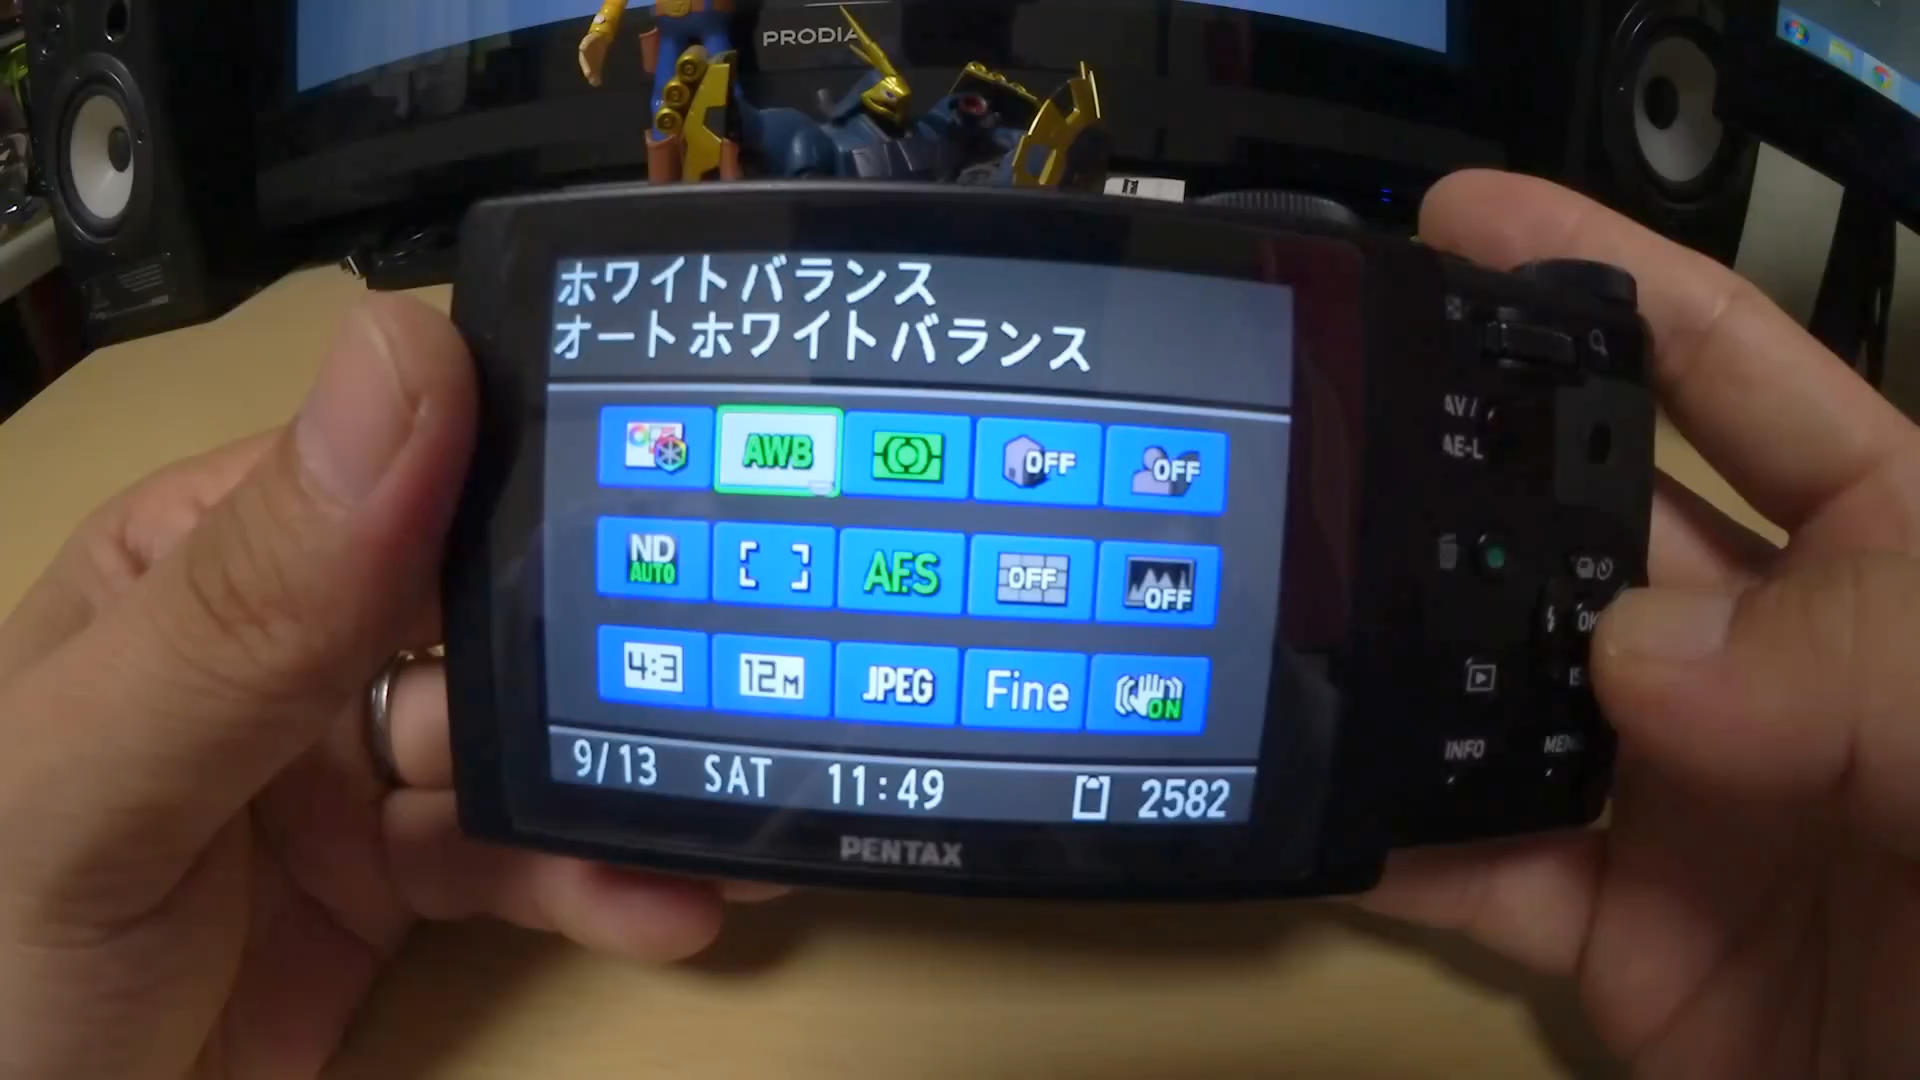 PRODIA
ホワイトバランス
オートホワイトバランス
AWB
OFF
OFF
ND
AUTO
AF.S
OFF
OFF
4:3
12M
JPEG
Fine
ON
9/13 SAT 11:49 2582
PENTAX
AV/
AE-L
OK
INFO
MENU